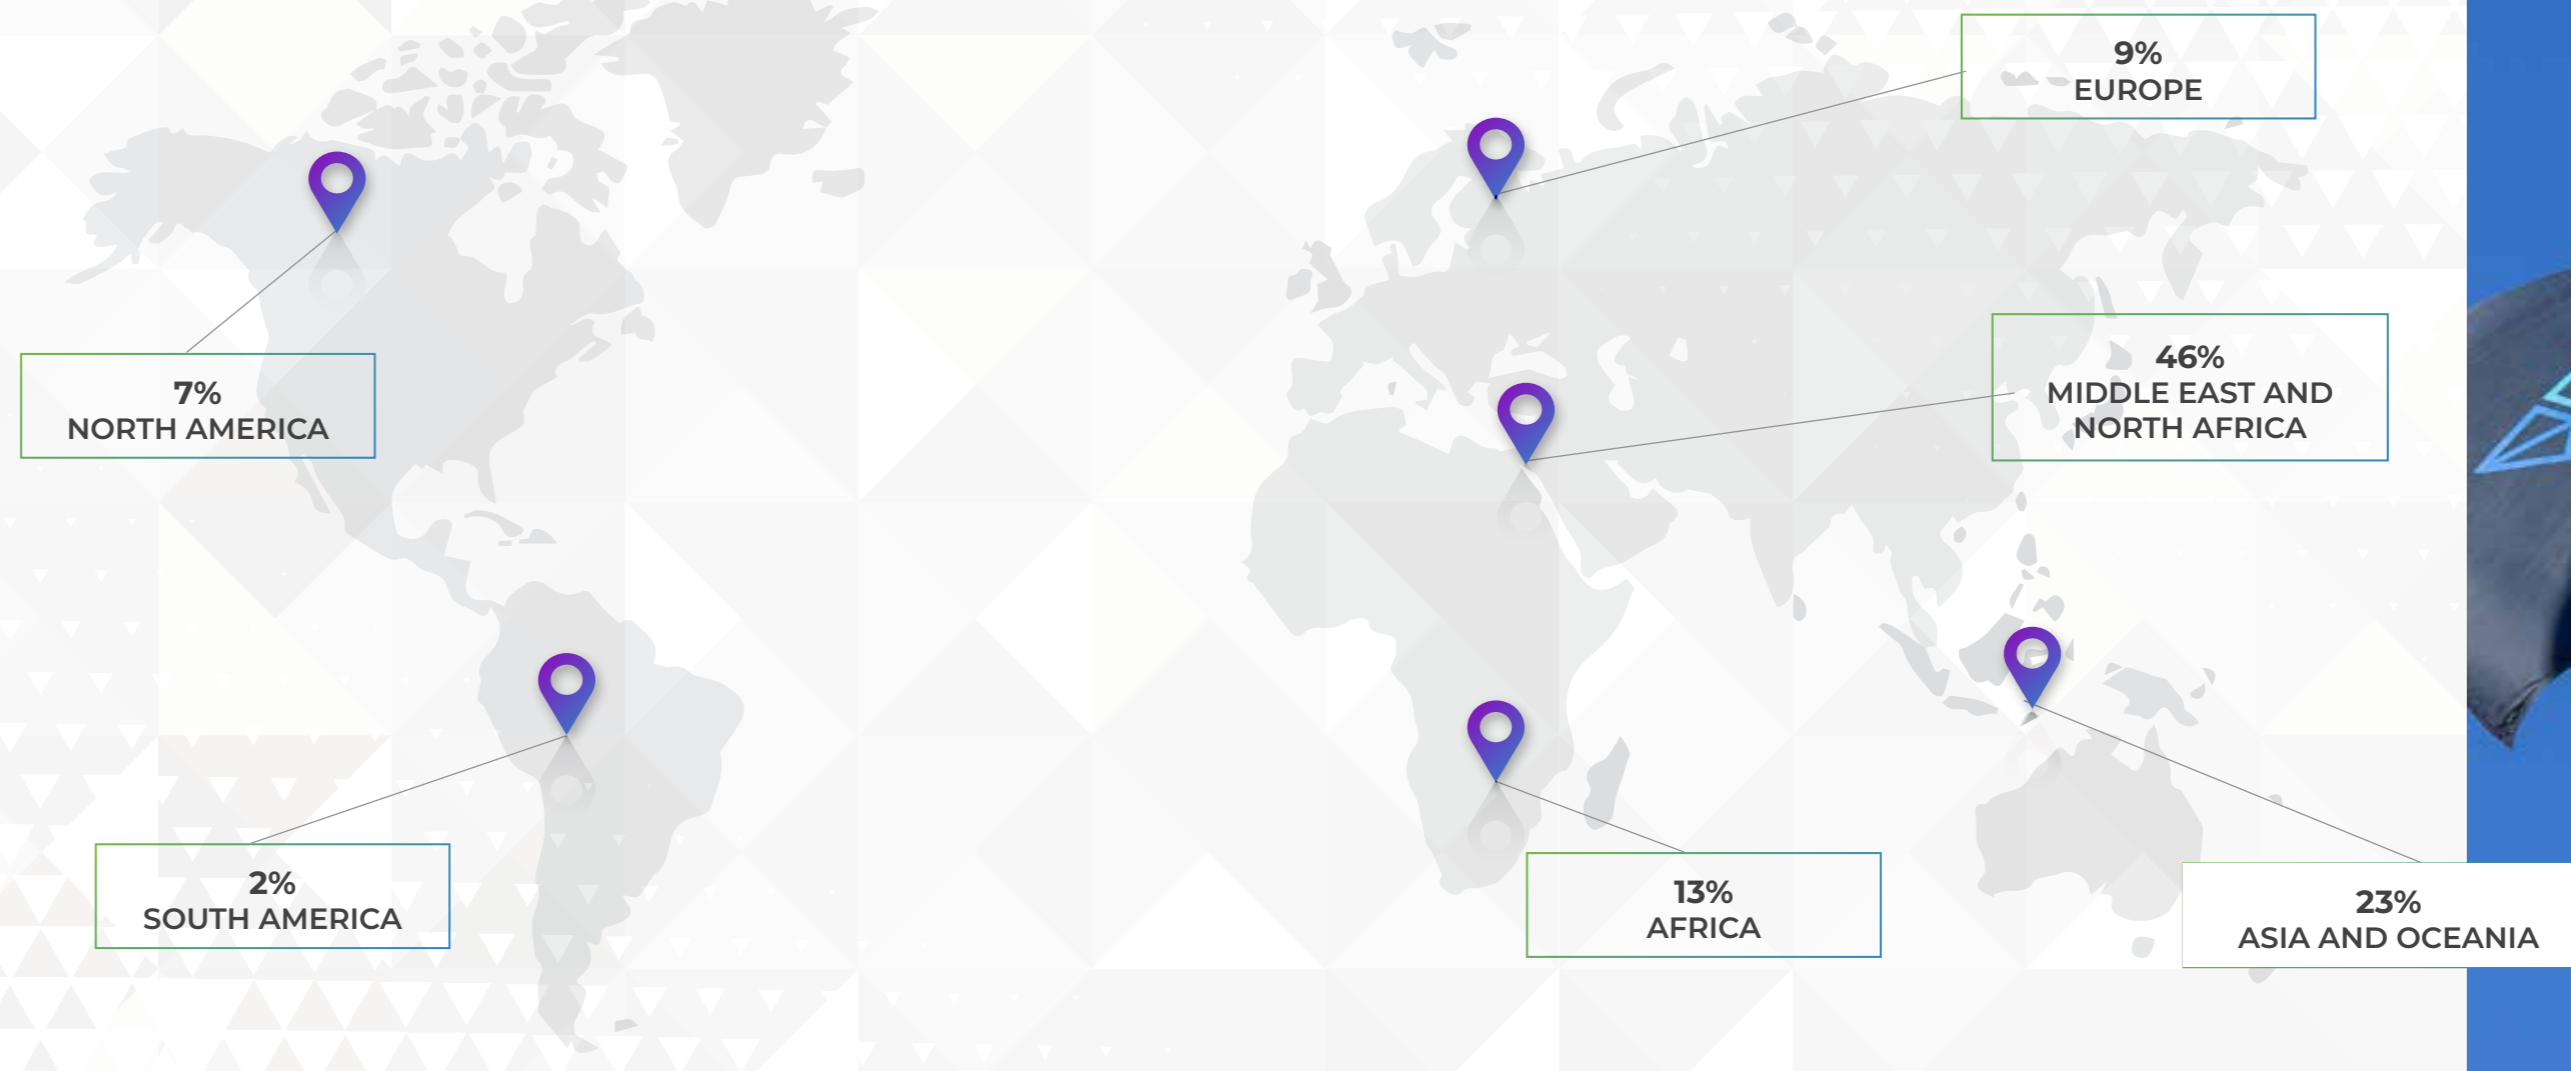 9%
EUROPE
46%
MIDDLE EAST AND
NORTH AFRICA
7%
NORTH AMERICA
2%
SOUTH AMERICA
13%
AFRICA
23%
ASIA AND OCEANIA